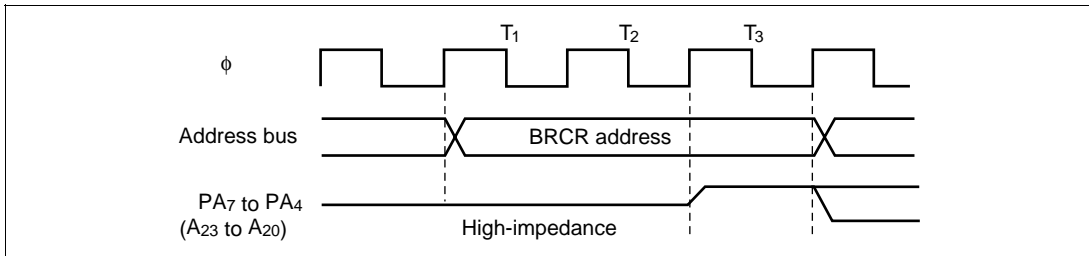 T1 T2 T3
φ
Address bus BRCR address
PA7 to PA4
(A23 to A20) High-impedance